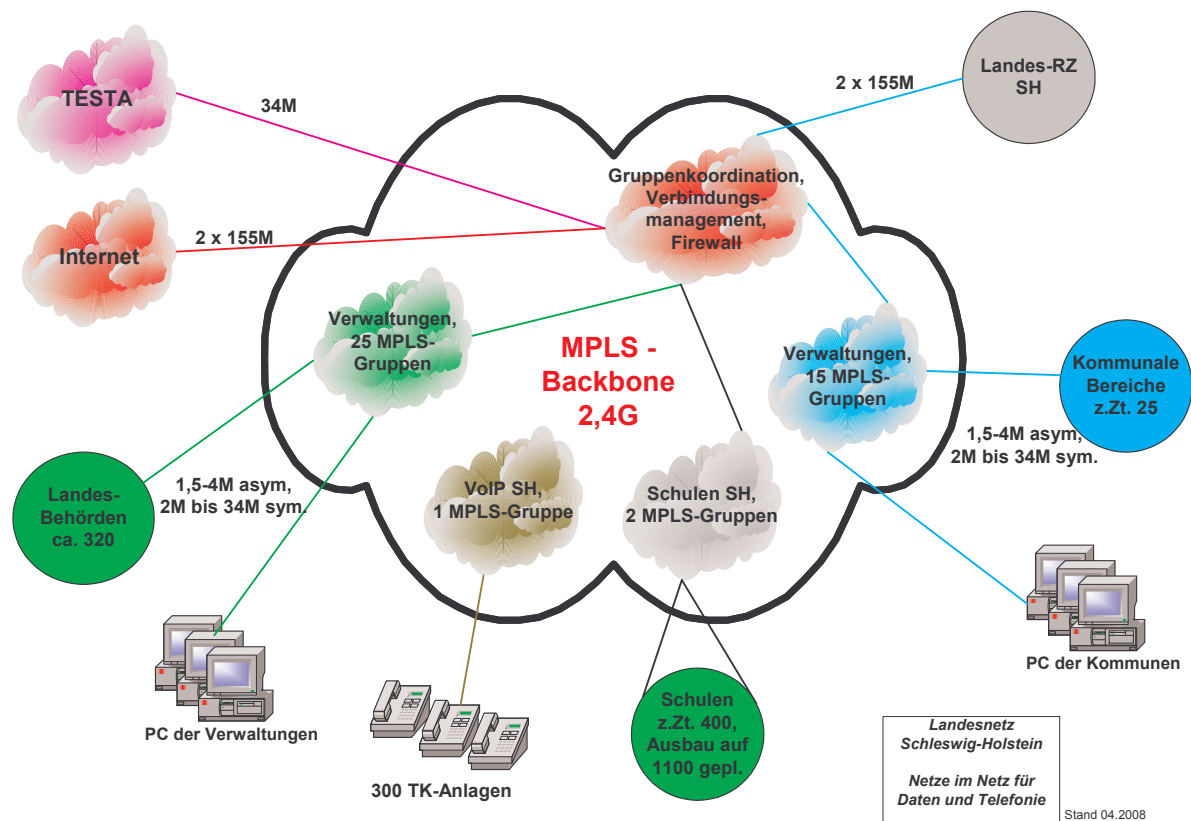 TESTA
34M
2 x 155M
Landes-RZ
SH
Gruppenkoordination,
Verbindungs-
management,
Firewall
Internet
2 x 155M
Verwaltungen,
25 MPLS-
Gruppen
MPLS -
Backbone
2,4G
Verwaltungen,
15 MPLS-
Gruppen
Kommunale
Bereiche
z.Zt. 25
1,5-4M asym,
2M bis 34M sym.
Landes-
Behörden
ca. 320
1,5-4M asym,
2M bis 34M sym.
VoIP SH,
1 MPLS-Gruppe
Schulen SH,
2 MPLS-Gruppen
PC der Kommunen
PC der Verwaltungen
300 TK-Anlagen
Schulen
z.Zt. 400,
Ausbau auf
1100 gepl.
Landesnetz
Schleswig-Holstein
Netze im Netz für
Daten und Telefonie
Stand 04.2008